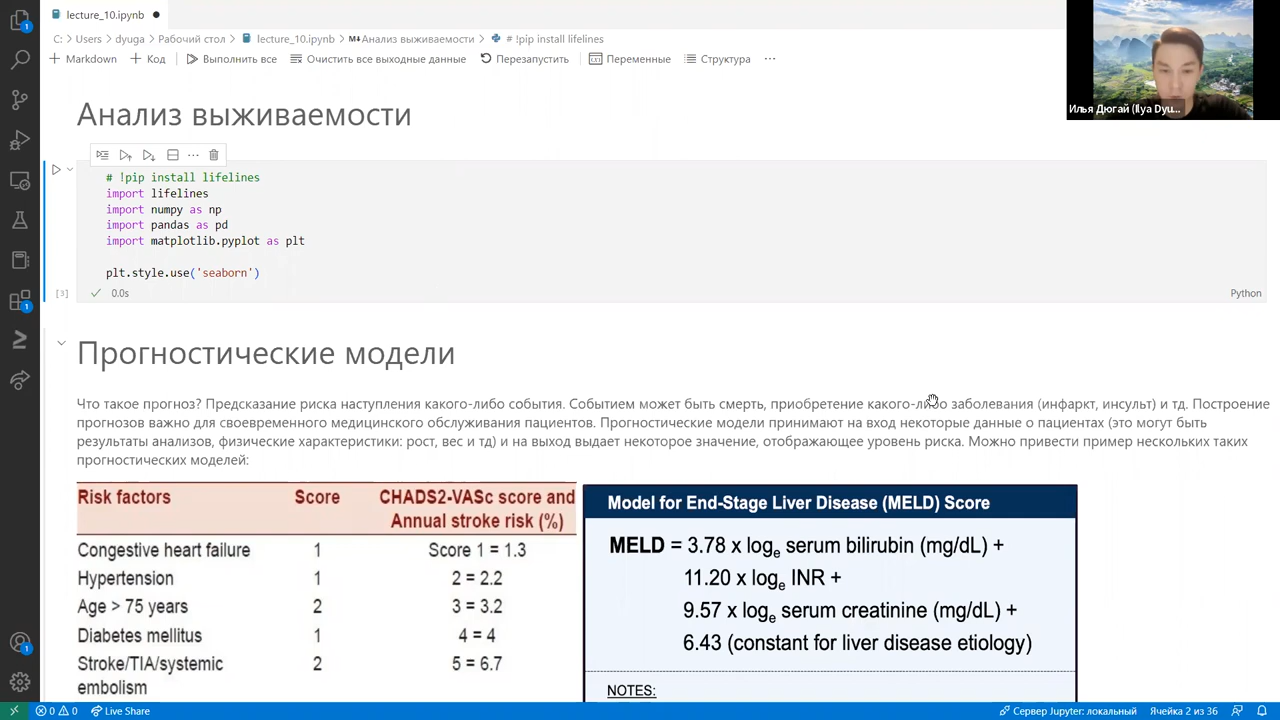 lecture_10.ipynb
C: > Users > dyuga > Рабочий стол > lecture_10.ipynb > M↓Анализ выживаемости > # !pip install lifelines
+ Markdown + Код Выполнить все Очистить все выходные данные Перезапустить Переменные Структура ...
Илья Дюгай (Ilya Dyu...
Анализ выживаемости
# !pip install lifelines
import lifelines
import numpy as np
import pandas as pd
import matplotlib.pyplot as plt
plt.style.use('seaborn')
[3] 0.0s Python
Прогностические модели
Что такое прогноз? Предсказание риска наступления какого-либо события. Событием может быть смерть, приобретение какого-либо заболевания (инфаркт, инсульт) и тд. Построение
прогнозов важно для своевременного медицинского обслуживания пациентов. Прогностические модели принимают на вход некоторые данные о пациентах (это могут быть
результаты анализов, физические характеристики: рост, вес и тд) и на выход выдает некоторое значение, отображающее уровень риска. Можно привести пример нескольких таких
прогностических моделей:
Risk factors Score CHADS2-VASc score and
Annual stroke risk (%)
Congestive heart failure 1 Score 1 = 1.3
Hypertension 1 2 = 2.2
Age > 75 years 2 3 = 3.2
Diabetes mellitus 1 4 = 4
Stroke/TIA/systemic 2 5 = 6.7
embolism
Model for End-Stage Liver Disease (MELD) Score
MELD = 3.78 x logₑ serum bilirubin (mg/dL) +
11.20 x logₑ INR +
9.57 x logₑ serum creatinine (mg/dL) +
6.43 (constant for liver disease etiology)
NOTES:
0 0 Live Share Сервер Jupyter: локальный Ячейка 2 из 36